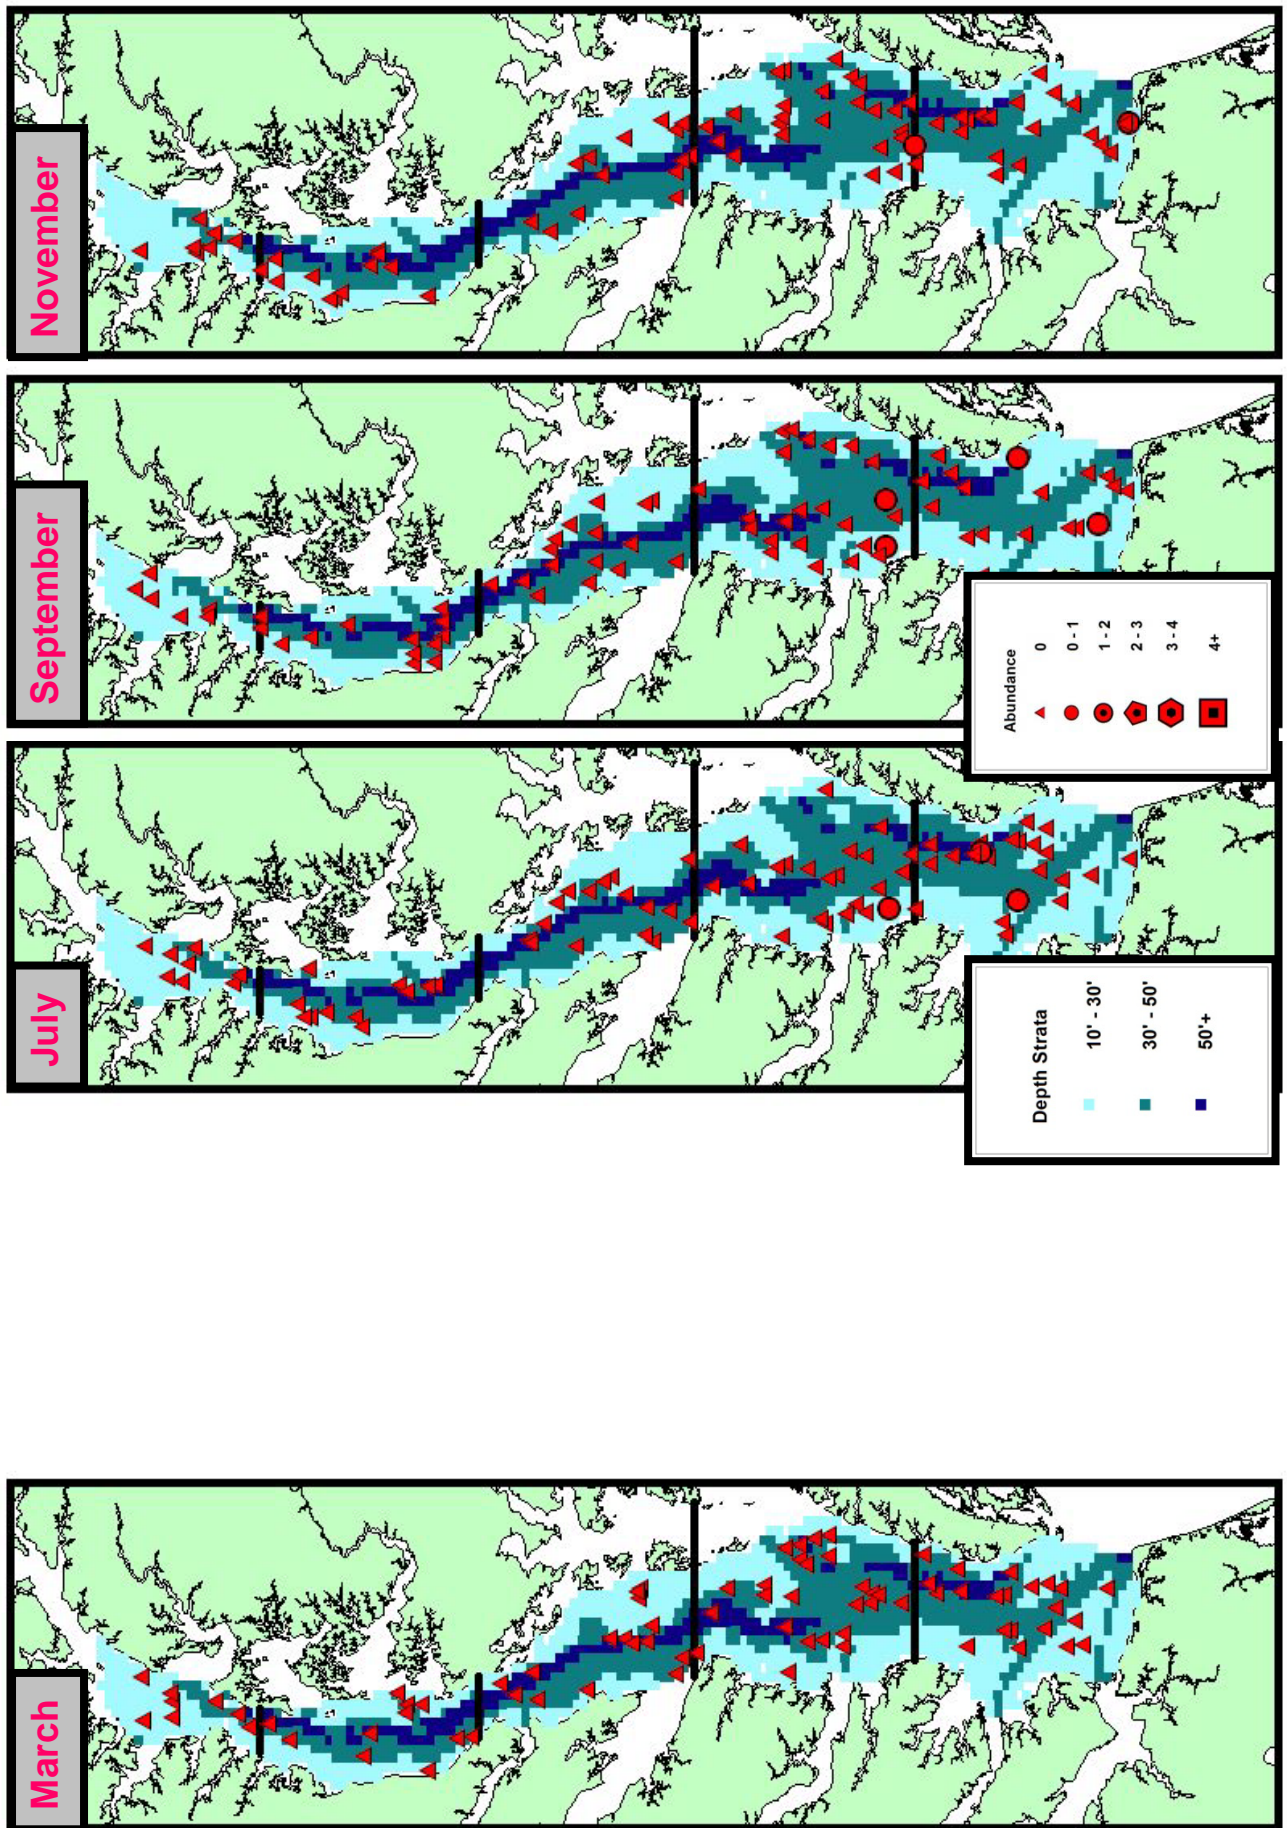 March
July
September
November
Depth Strata
10' - 30'
30' - 50'
50'+
Abundance
0
0 - 1
1 - 2
2 - 3
3 - 4
4+